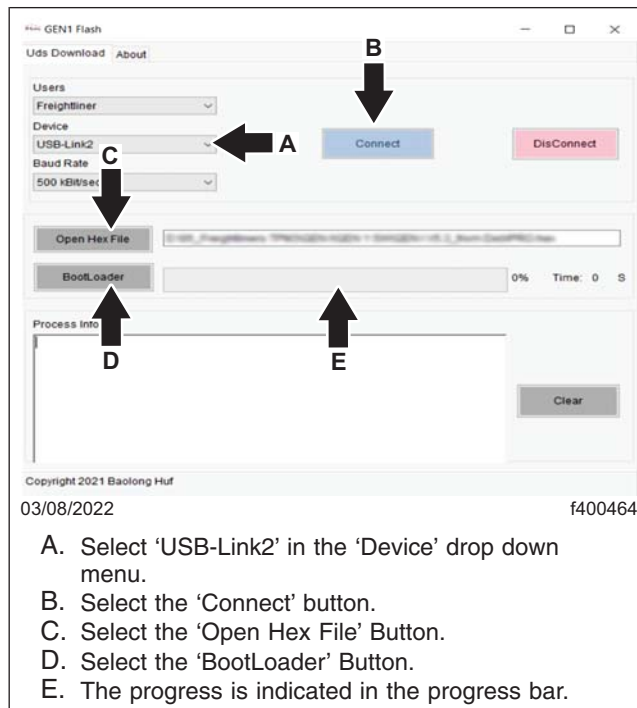 GEN1 Flash
Uds Download About
B
Users
Freightliner
Device
USB-Link2
A
Connect
DisConnect
C
Baud Rate
500 kBit/sec
Open Hex File
BootLoader
0% Time: 0 S
Process Info
D
E
Clear
Copyright 2021 Baolong Huf
03/08/2022 f400464
A. Select ‘USB-Link2’ in the ‘Device’ drop down
menu.
B. Select the ‘Connect’ button.
C. Select the ‘Open Hex File’ Button.
D. Select the ‘BootLoader’ Button.
E. The progress is indicated in the progress bar.